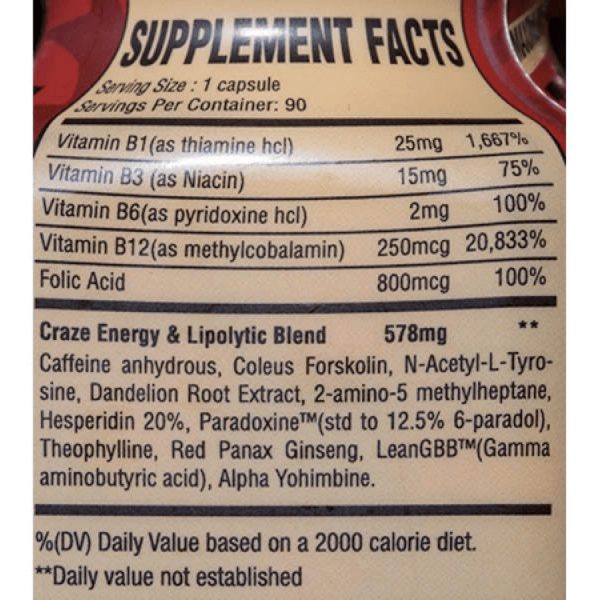 SUPPLEMENT FACTS
Serving Size : 1 capsule
Servings Per Container: 90
Vitamin B1(as thiamine hcl) 25mg 1,667%
Vitamin B3 (as Niacin) 15mg 75%
Vitamin B6(as pyridoxine hcl) 2mg 100%
Vitamin B12(as methylcobalamin) 250mcg 20,833%
Folic Acid 800mcg 100%
Craze Energy & Lipolytic Blend 578mg **
Caffeine anhydrous, Coleus Forskolin, N-Acetyl-L-Tyro-
sine, Dandelion Root Extract, 2-amino-5 methylheptane,
Hesperidin 20%, Paradoxine™(std to 12.5% 6-paradol),
Theophylline, Red Panax Ginseng, LeanGBB™(Gamma
aminobutyric acid), Alpha Yohimbine.
%(DV) Daily Value based on a 2000 calorie diet.
**Daily value not established